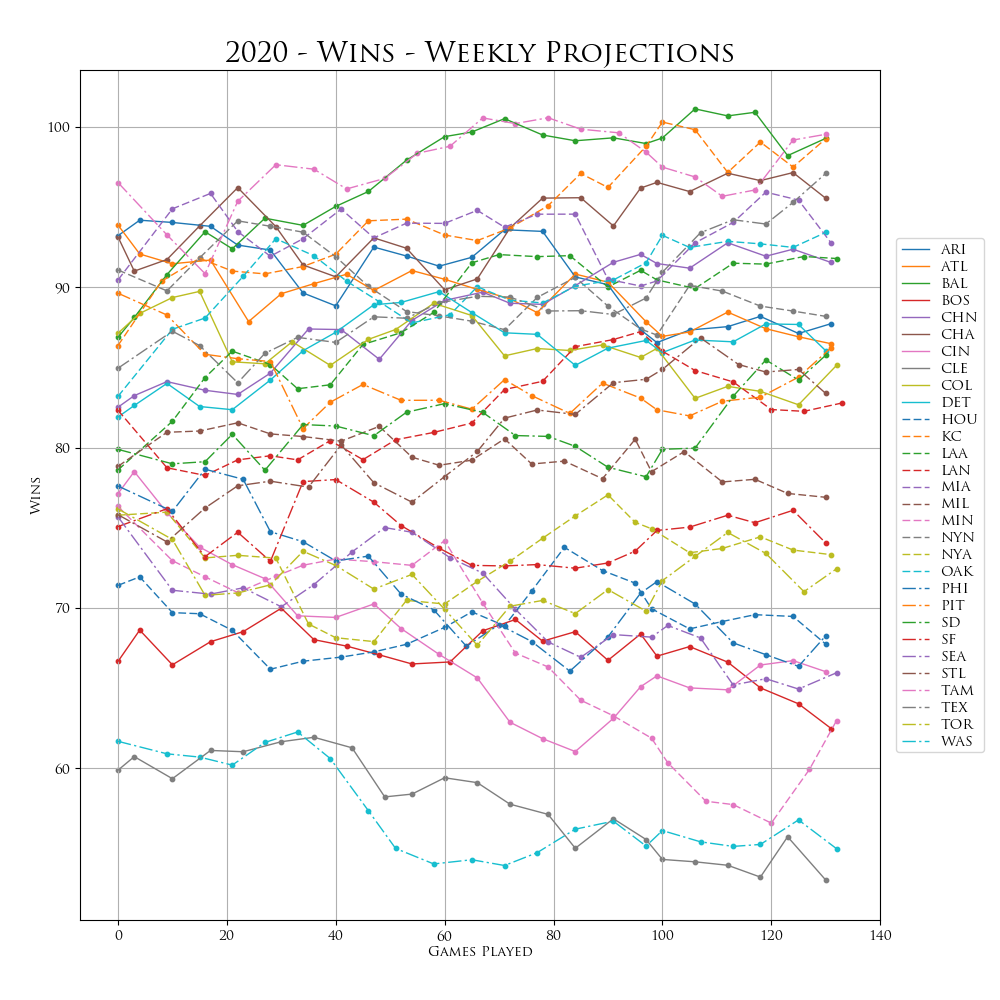 2020 - Wins - Weekly Projections
100
90
80
70
60
Wins
0 20 40 60 80 100 120 140
Games Played
ARI
ATL
BAL
BOS
CHN
CHA
CIN
CLE
COL
DET
HOU
KC
LAA
LAN
MIA
MIL
MIN
NYN
NYA
OAK
PHI
PIT
SD
SF
SEA
STL
TAM
TEX
TOR
WAS